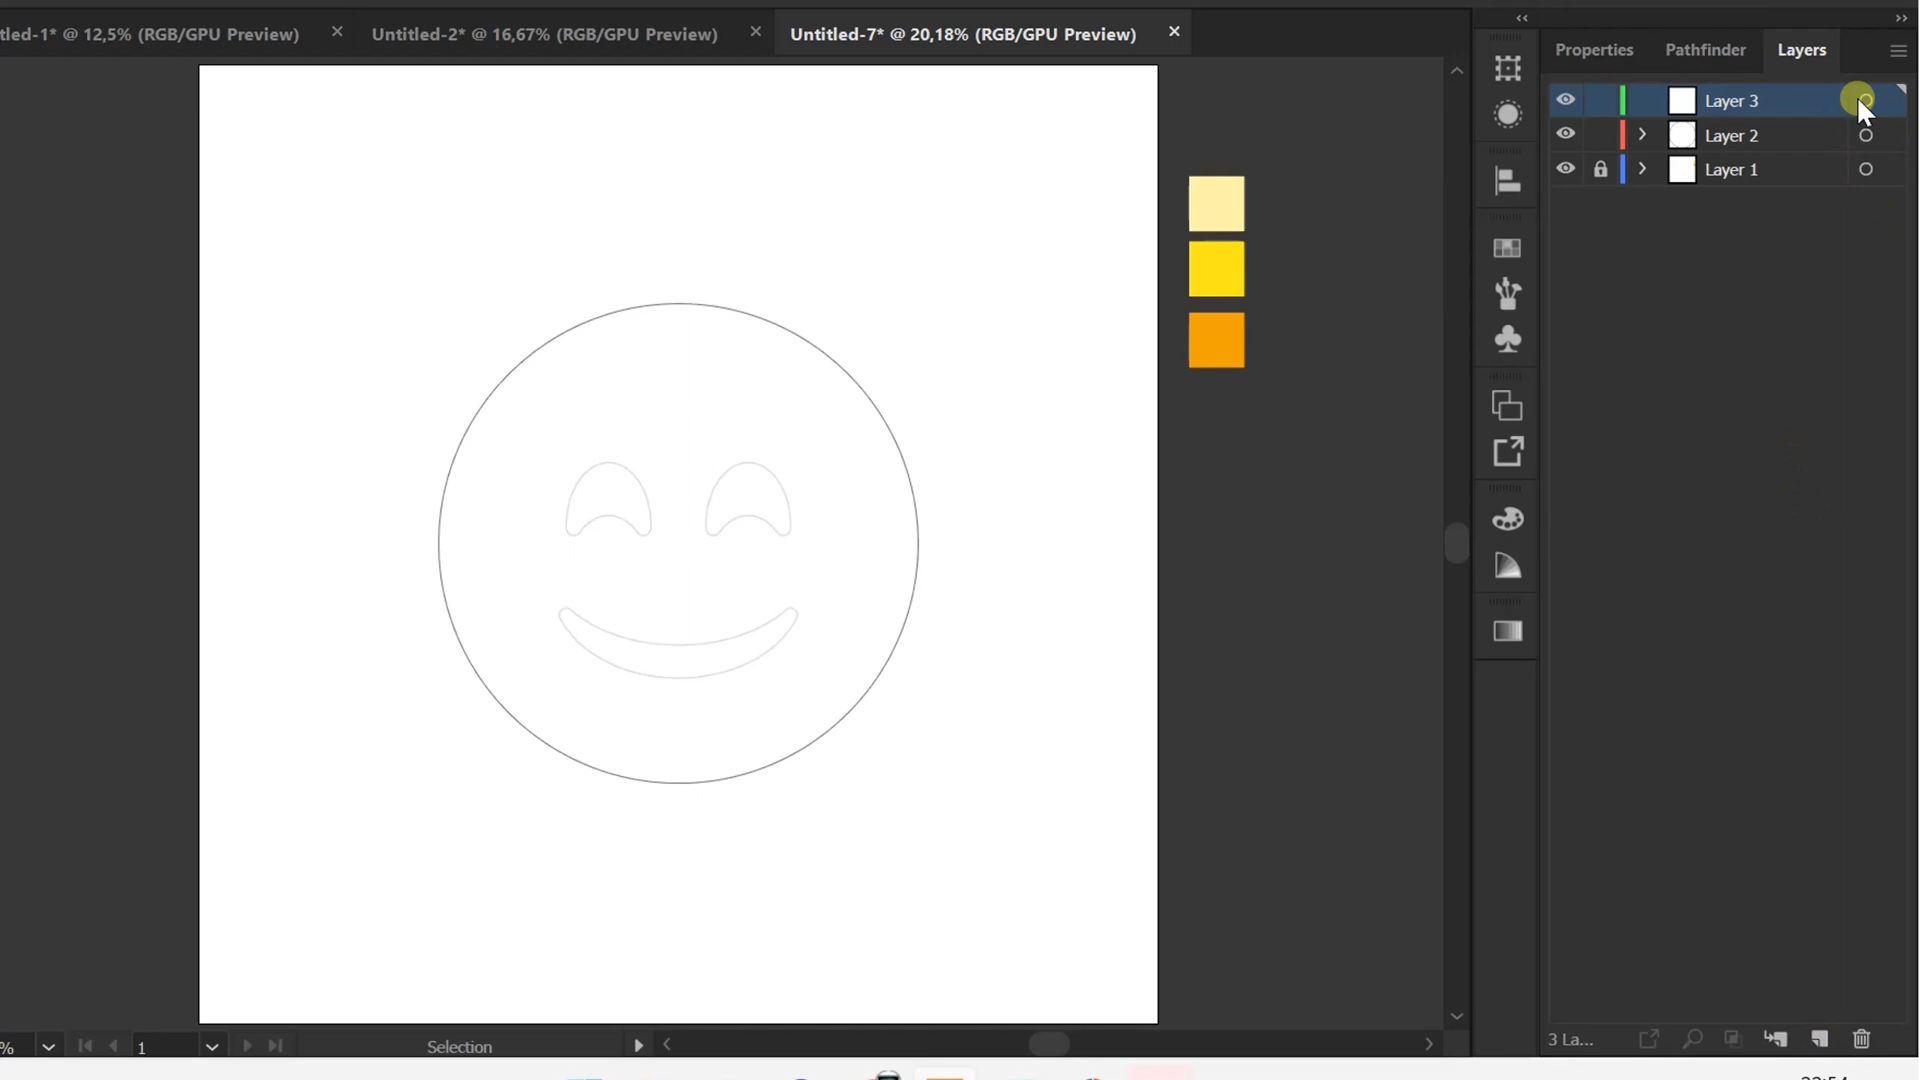 tled-1* @ 12,5% (RGB/GPU Preview)
Untitled-2* @ 16,67% (RGB/GPU Preview)
Untitled-7* @ 20,18% (RGB/GPU Preview)
Properties
Pathfinder
Layers
Layer 3
Layer 2
Layer 1
%
1
Selection
3 La...